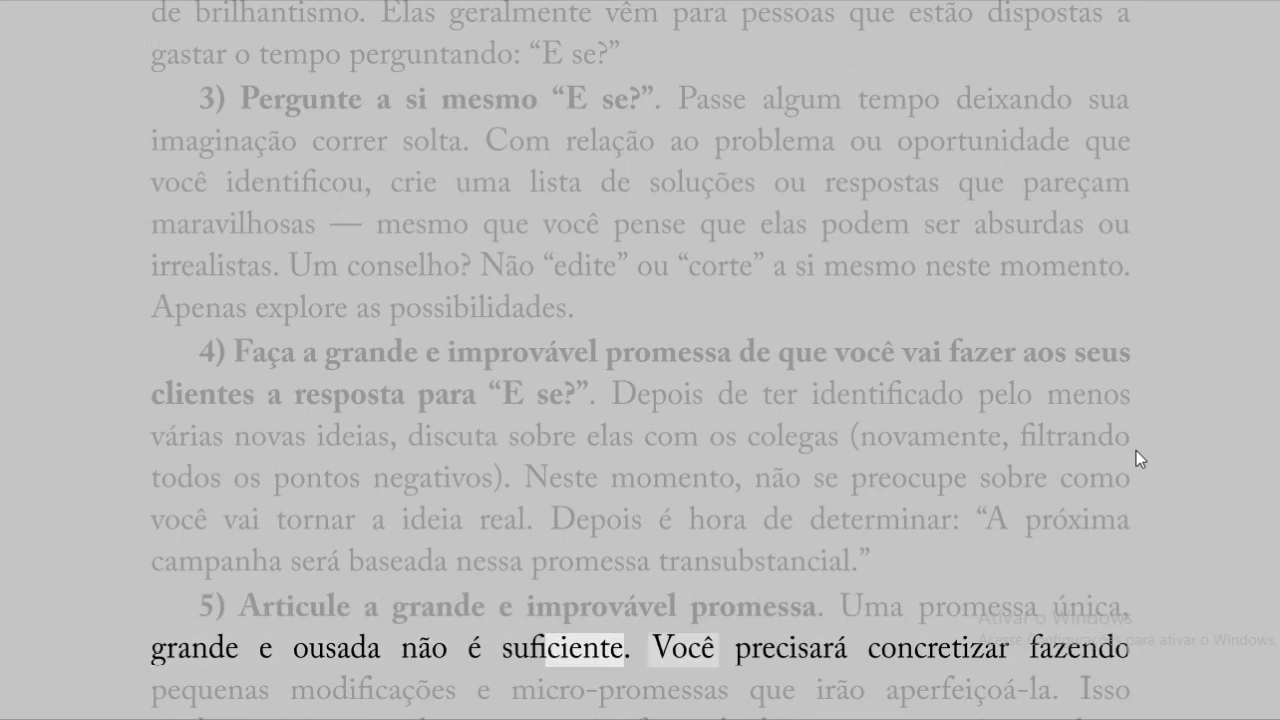 de brilhantismo. Elas geralmente vêm para pessoas que estão dispostas a
gastar o tempo perguntando: “E se?”
3) Pergunte a si mesmo “E se?”. Passe algum tempo deixando sua
imaginação correr solta. Com relação ao problema ou oportunidade que
você identificou, crie uma lista de soluções ou respostas que pareçam
maravilhosas — mesmo que você pense que elas podem ser absurdas ou
irrealistas. Um conselho? Não “edite” ou “corte” a si mesmo neste momento.
Apenas explore as possibilidades.
4) Faça a grande e improvável promessa de que você vai fazer aos seus
clientes a resposta para “E se?”. Depois de ter identificado pelo menos
várias novas ideias, discuta sobre elas com os colegas (novamente, filtrando
todos os pontos negativos). Neste momento, não se preocupe sobre como
você vai tornar a ideia real. Depois é hora de determinar: “A próxima
campanha será baseada nessa promessa transubstancial.”
5) Articule a grande e improvável promessa. Uma promessa única,
Ativar o Windows
grande e ousada não é suficiente. Você precisará concretizar fazendo
Acesse Configurações para ativar o Windows.
pequenas modificações e micro-promessas que irão aperfeiçoá-la. Isso